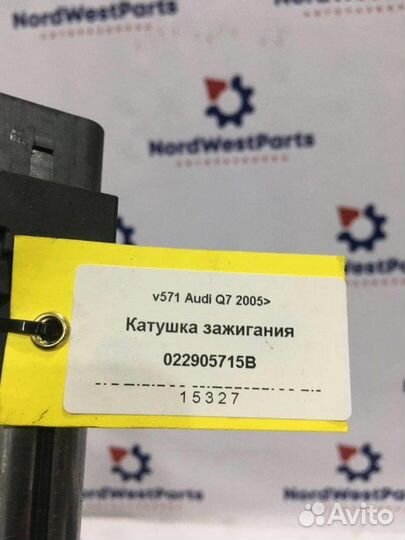 NordWestParts
NordWestParts
NordWestParts
v571 Audi Q7 2005>
Катушка зажигания
022905715B
15327
Avito